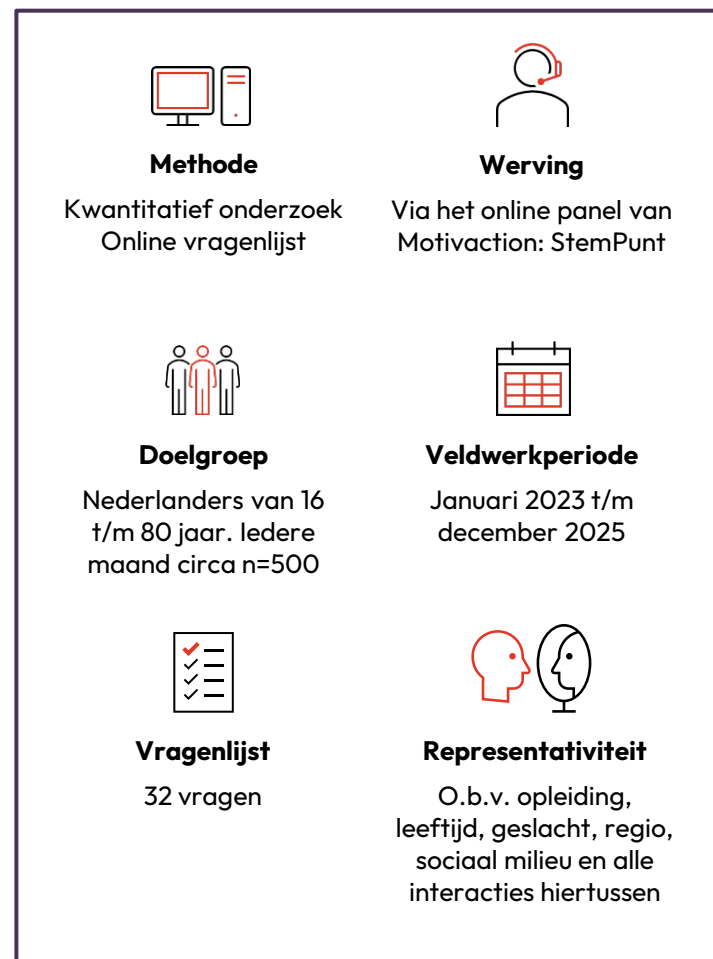 Methode
Kwantitatief onderzoek
Online vragenlijst
Werving
Via het online panel van
Motivaction: StemPunt
Doelgroep
Nederlanders van 16
t/m 80 jaar. Iedere
maand circa n=500
Veldwerkperiode
Januari 2023 t/m
december 2025
Vragenlijst
32 vragen
Representativiteit
O.b.v. opleiding,
leeftijd, geslacht, regio,
sociaal milieu en alle
interacties hiertussen